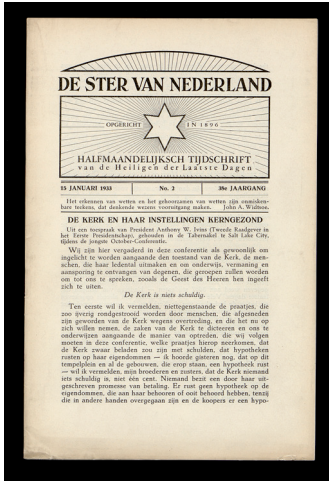 DE STER VAN NEDERLAND
OPGERICHT IN 1896
HALFMAANDELIJKSCH TIJDSCHRIFT
van de Heiligen der Laatste Dagen
15 JANUARI 1933 No. 2 38e JAARGANG
Het erkennen van wetten en het gehoorzamen van wetten zijn onmisken-
bare teekens, dat denkende wezens vooruitgang maken. John A. Widtsoe.
DE KERK EN HAAR INSTELLINGEN KERNGEZOND
Uit een toespraak van President Anthony W. Ivins (Tweede Raadgever in
het Eerste Presidentschap), gehouden in de Tabernakel te Salt Lake City,
tijdens de jongste October-Conferentie.
Wij zijn hier vergaderd in deze conferentie als gewoonlijk om
ingelicht te worden aangaande den toestand van de Kerk, de men-
schen, die haar ledental uitmaken en om onderwijs, vermaning en
aansporing te ontvangen van degenen, die geroepen zullen worden
om tot ons te spreken, zooals de Geest des Heeren hen ingeeft
zich te uiten.
De Kerk is niets schuldig.
Ten eerste wil ik vermelden, niettegenstaande de praatjes, die
zoo ijverig rondgestrooid worden door menschen, die afgesneden
zijn geworden van de Kerk wegens overtreding, en die het nu op
zich willen nemen, de zaken van de Kerk te dicteeren en ons te
onderwijzen aangaande de manier van optreden, die wij volgen
moeten in deze conferentie, welke praatjes hierop neerkomen, dat
de Kerk zwaar beladen zou zijn met schulden, dat hypotheken
rusten op haar eigendommen — ik hoorde gisteren nog, dat op dit
tempelplein en al de gebouwen, die erop staan, een hypotheek rust
— wil ik vermelden, mijn broederen en zusters, dat de Kerk niemand
iets schuldig is, niet één cent. Niemand bezit een door haar uit-
geschreven promesse van betaling. Er rust geen hypotheek op de
eigendommen, die aan haar behooren of ooit behoord hebben, tenzij
die in andere handen overgegaan zijn en de koopers er een hypo-